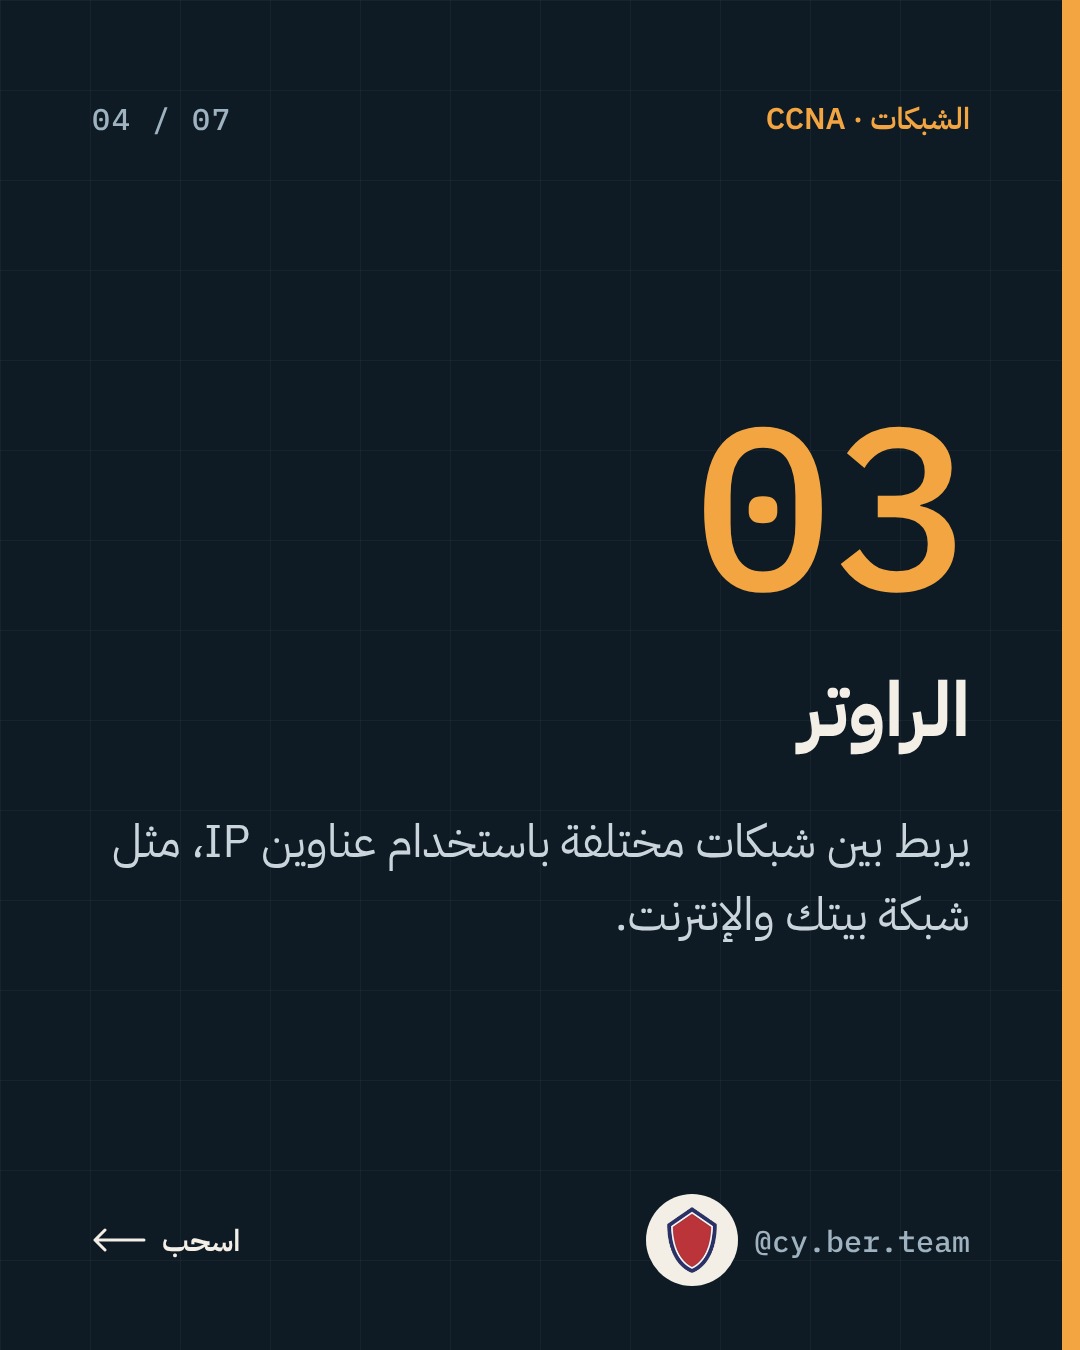 الشبكات · CCNA
04 / 07
03
الراوتر
يربط بين شبكات مختلفة باستخدام عناوين IP، مثل
شبكة بيتك والإنترنت.
@cy.ber.team
اسحب ←